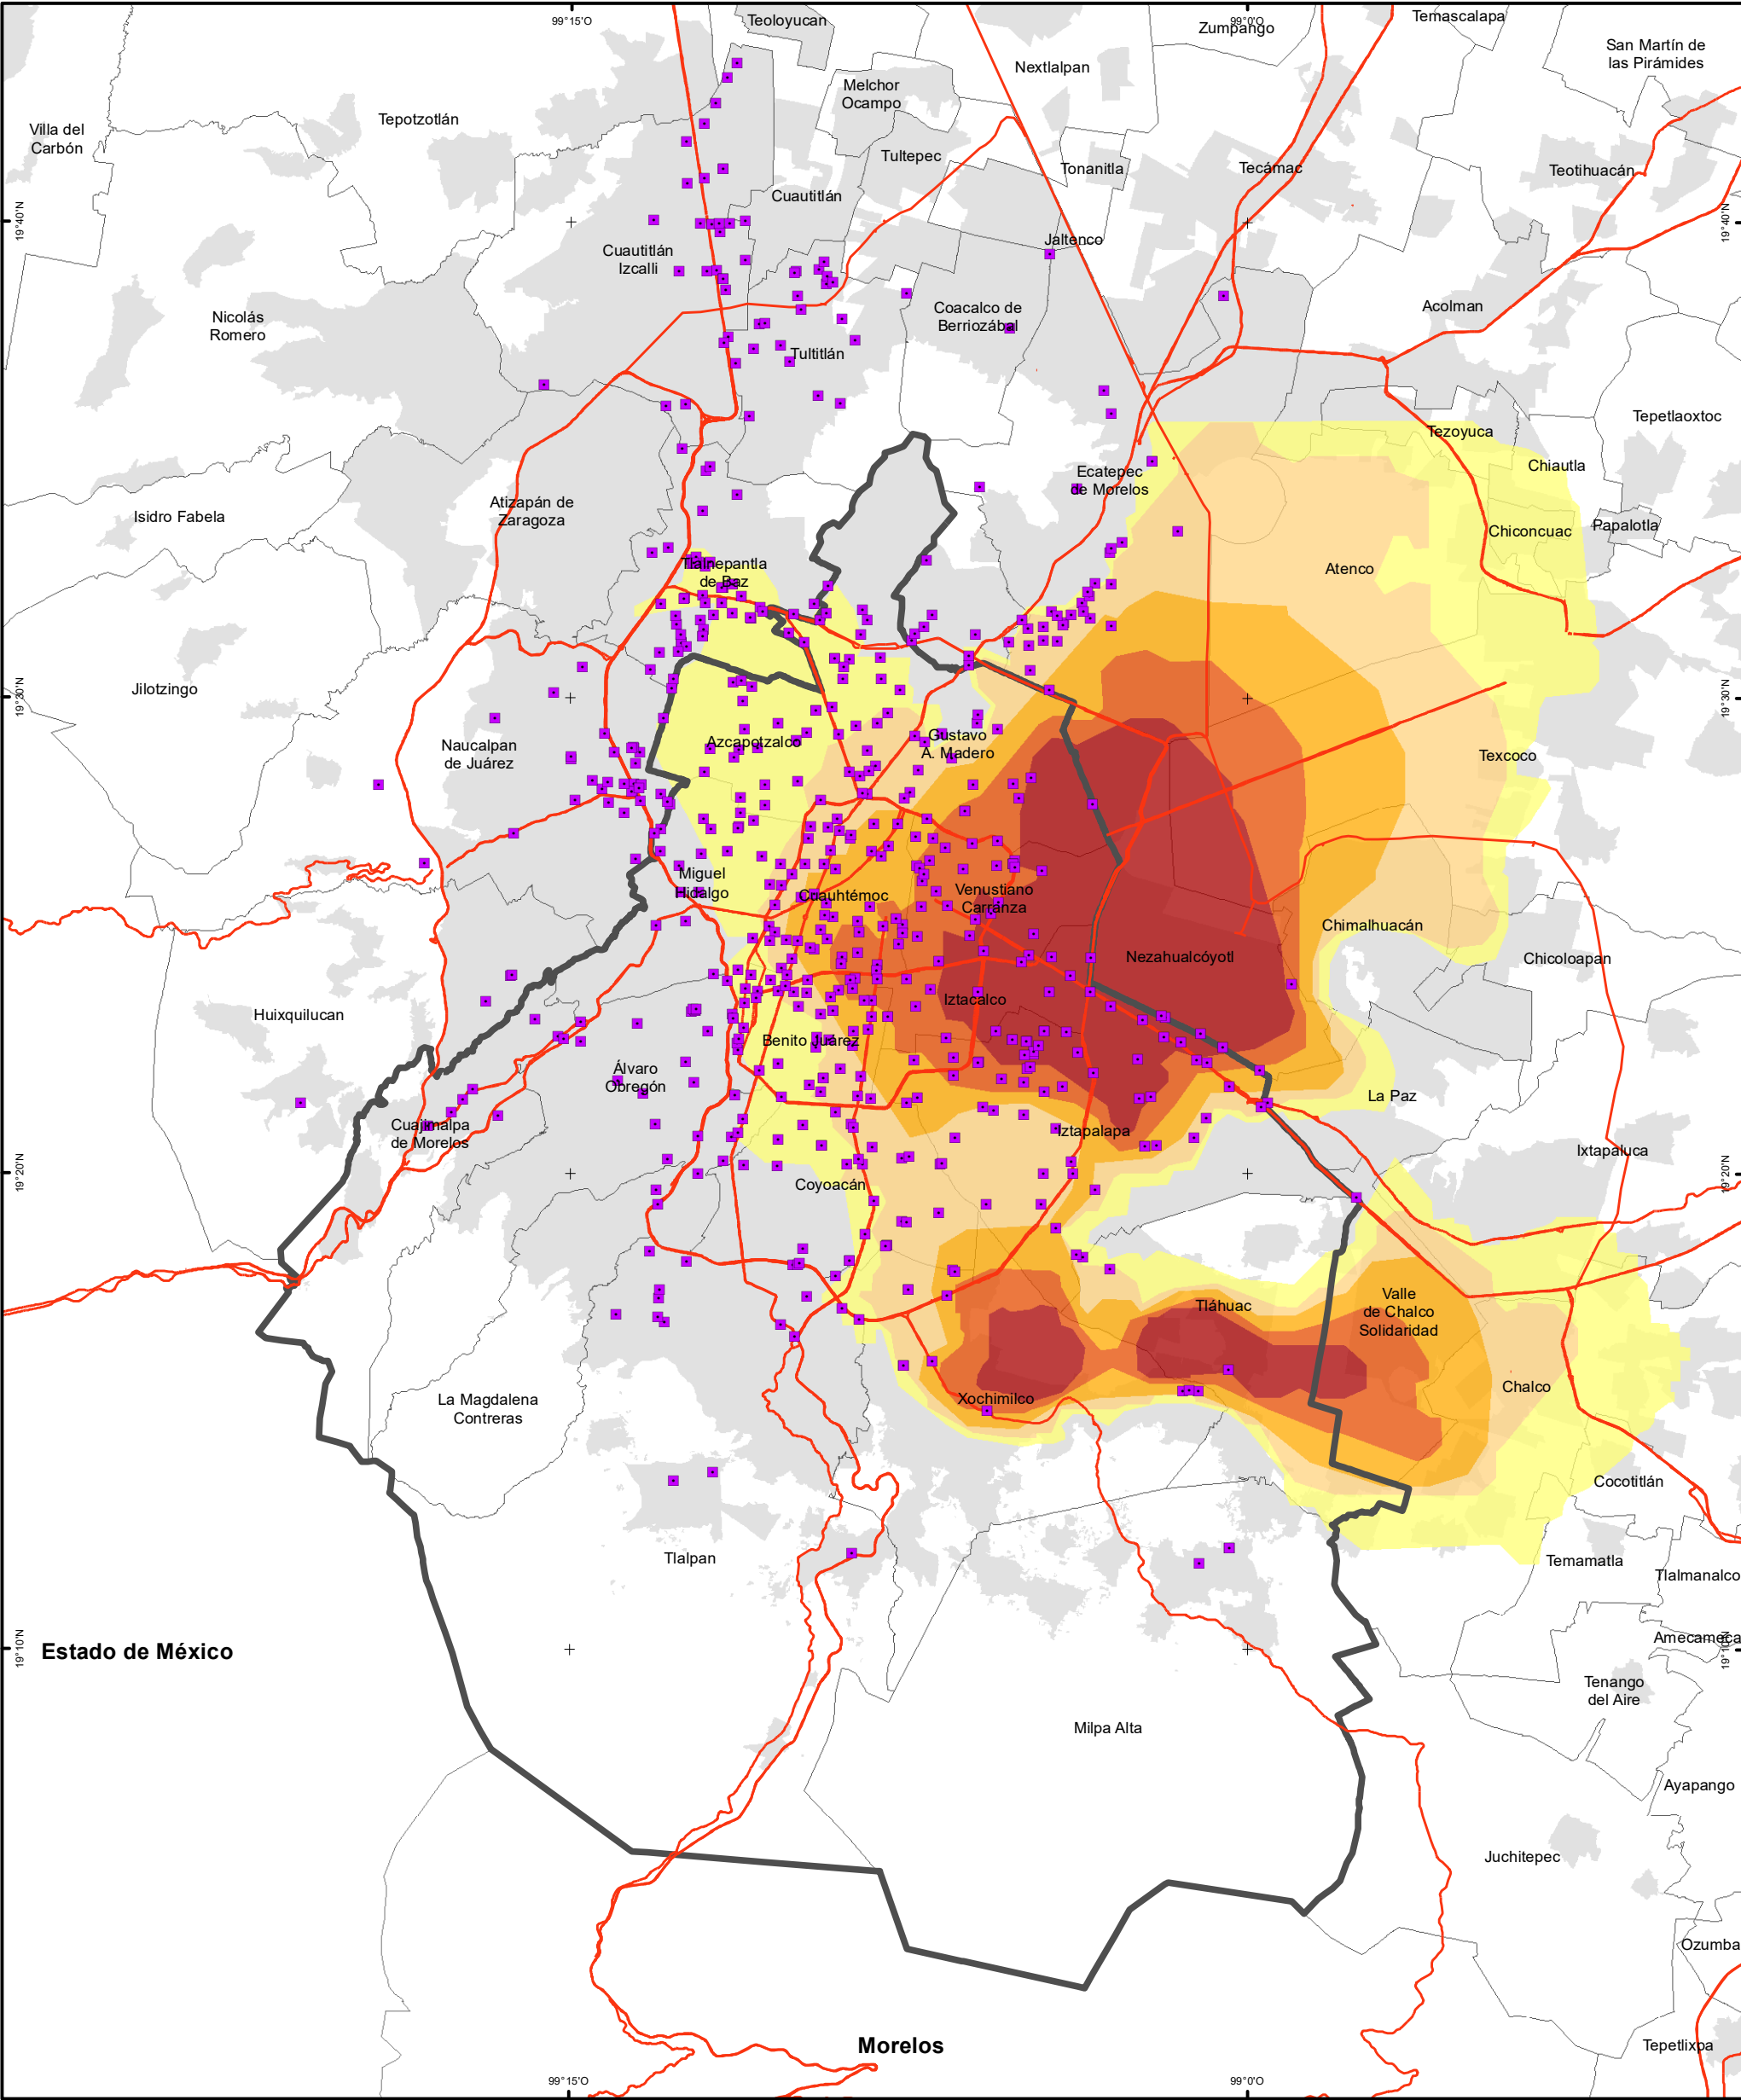 99°15'O
99°0'O
Teoloyucan
Zumpango
Temascalapa
San Martín de
las Pirámides
Nextlalpan
Melchor
Ocampo
Tepotzotlán
Villa del
Carbón
Tultepec
Tonanitla
Tecámac
Teotihuacán
Cuautitlán
19°40'N
19°40'N
Jaltenco
Cuautitlán
Izcalli
Nicolás
Romero
Coacalco de
Berriozábal
Acolman
Tultitlán
Tepetlaoxtoc
Tezoyuca
Chiautla
Ecatepec
de Morelos
Atizapán de
Zaragoza
Isidro Fabela
Chiconcuac
Papalotla
Tlalnepantla
de Baz
Atenco
Jilotzingo
19°30'N
19°30'N
Naucalpan
de Juárez
Azcapotzalco
Gustavo
A. Madero
Texcoco
Miguel
Hidalgo
Cuauhtémoc
Venustiano
Carranza
Chimalhuacán
Nezahualcóyotl
Chicoloapan
Iztacalco
Huixquilucan
Benito Juárez
Álvaro
Obregón
La Paz
Cuajimalpa
de Morelos
Iztapalapa
Ixtapaluca
19°20'N
19°20'N
Coyoacán
Tláhuac
Valle
de Chalco
Solidaridad
Chalco
La Magdalena
Contreras
Xochimilco
Cocotitlán
Tlalpan
Temamatla
Tlalmanalco
Estado de México
19°10'N
19°10'N
Amecameca
Tenango
del Aire
Milpa Alta
Ayapango
Juchitepec
Ozumba
Morelos
Tepetlixpa
99°15'O
99°0'O